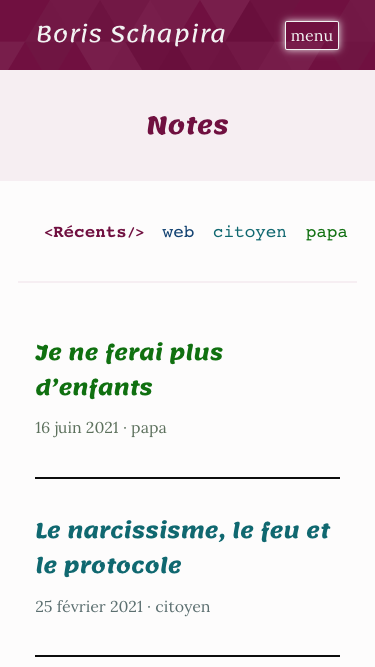 Boris Schapira
menu
Notes
<Récents/> web citoyen papa
Je ne ferai plus
d’enfants
16 juin 2021 · papa
Le narcissisme, le feu et
le protocole
25 février 2021 · citoyen